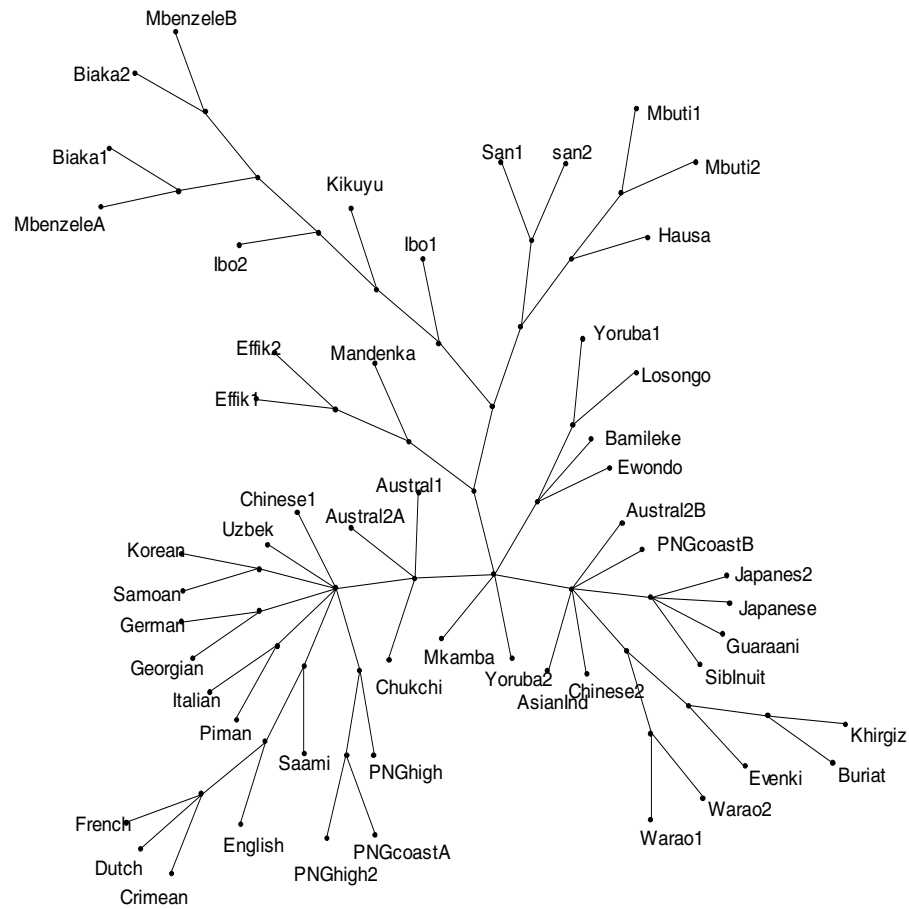 MbenzeleB
Biaka2
Mbuti1
Biaka1
San1
san2
Mbuti2
Kikuyu
MbenzeleA
Hausa
Ibo1
Ibo2
Yoruba1
Effik2
Mandenka
Losongo
Effik1
Bamileke
Ewondo
Austral1
Chinese1
Austral2A
Austral2B
Uzbek
Korean
PNGcoastB
Japanes2
Samoan
Japanese
German
Guaraani
Georgian
Mkamba
Yoruba2
SibInuit
Chukchi
AsianInd
Chinese2
Italian
Piman
Khirgiz
Saami
PNGhigh
Evenki
Buriat
Warao2
French
English
Warao1
PNGcoastA
Dutch
PNGhigh2
Crimean